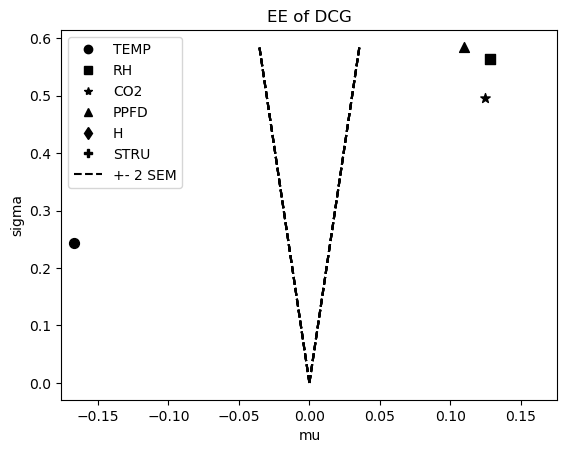 EE of DCG
TEMP
RH
CO2
PPFD
H
STRU
+- 2 SEM
sigma
0.6
0.5
0.4
0.3
0.2
0.1
0.0
−0.15 −0.10 −0.05 0.00 0.05 0.10 0.15
mu